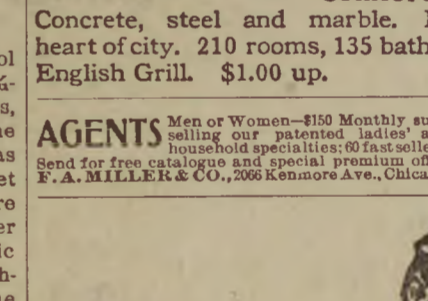 Concrete, steel and marble.
heart of city. 210 rooms, 135 bath
English Grill. $1.00 up.
AGENTS Men or Women—$150 Monthly su
selling our patented ladies' a
household specialties; 60 fast selle
Send for free catalogue and special premium of
F. A. MILLER & CO., 2066 Kenmore Ave., Chica